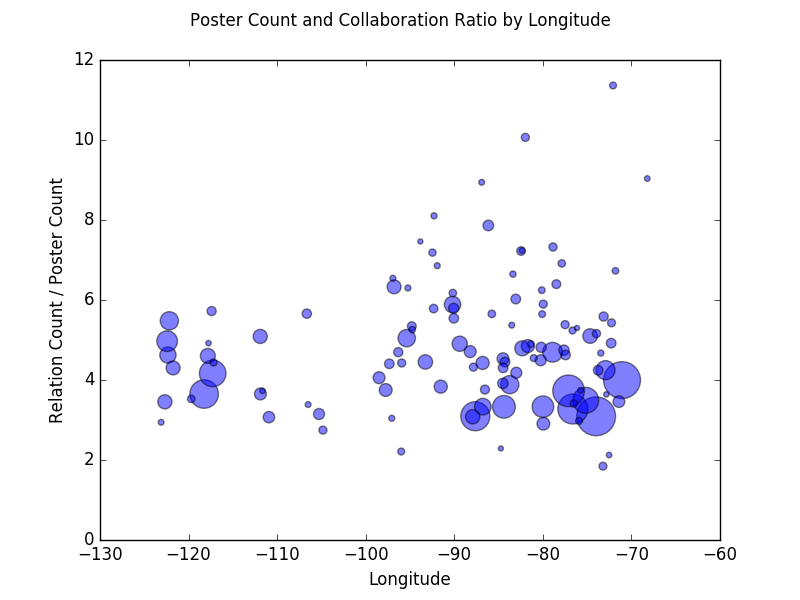 Poster Count and Collaboration Ratio by Longitude
12
10
8
6
4
2
0
Relation Count / Poster Count
−130 −120 −110 −100 −90 −80 −70 −60
Longitude